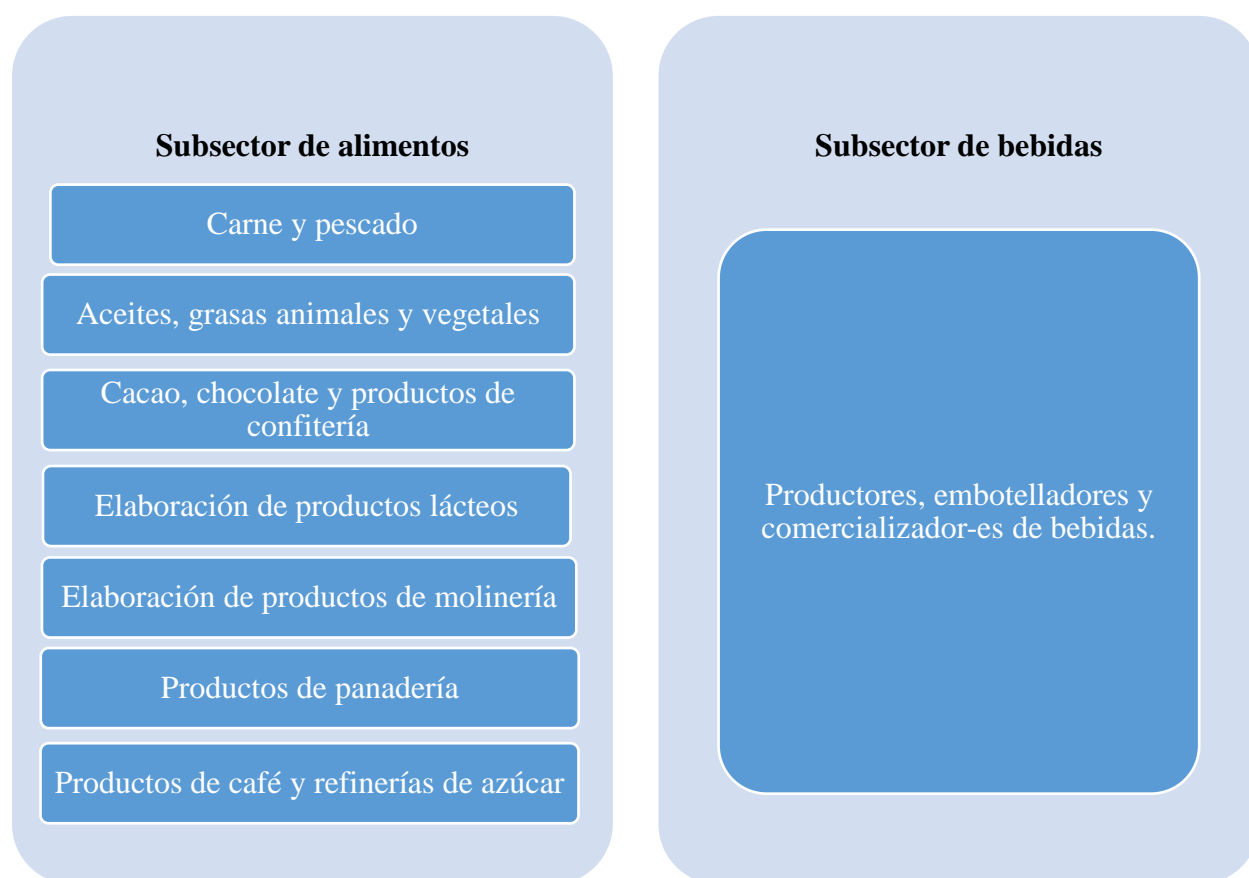 Subsector de alimentos
Carne y pescado
Aceites, grasas animales y vegetales
Cacao, chocolate y productos de
confitería
Elaboración de productos lácteos
Elaboración de productos de molinería
Productos de panadería
Productos de café y refinerías de azúcar
Subsector de bebidas
Productores, embotelladores y
comercializador-es de bebidas.